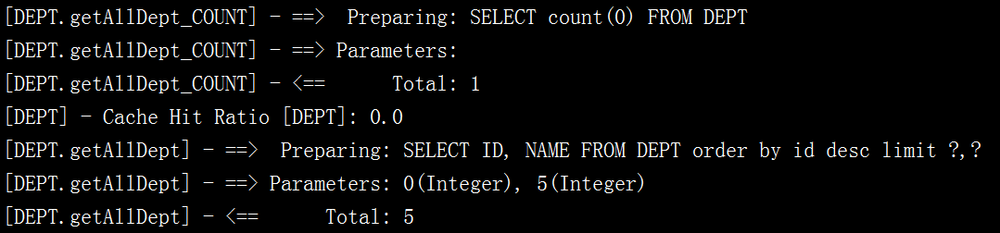 [DEPT.getAllDept_COUNT] - ==>  Preparing: SELECT count(0) FROM DEPT
[DEPT.getAllDept_COUNT] - ==> Parameters:
[DEPT.getAllDept_COUNT] - <==      Total: 1
[DEPT] - Cache Hit Ratio [DEPT]: 0.0
[DEPT.getAllDept] - ==>  Preparing: SELECT ID, NAME FROM DEPT order by id desc limit ?,?
[DEPT.getAllDept] - ==> Parameters: 0(Integer), 5(Integer)
[DEPT.getAllDept] - <==      Total: 5